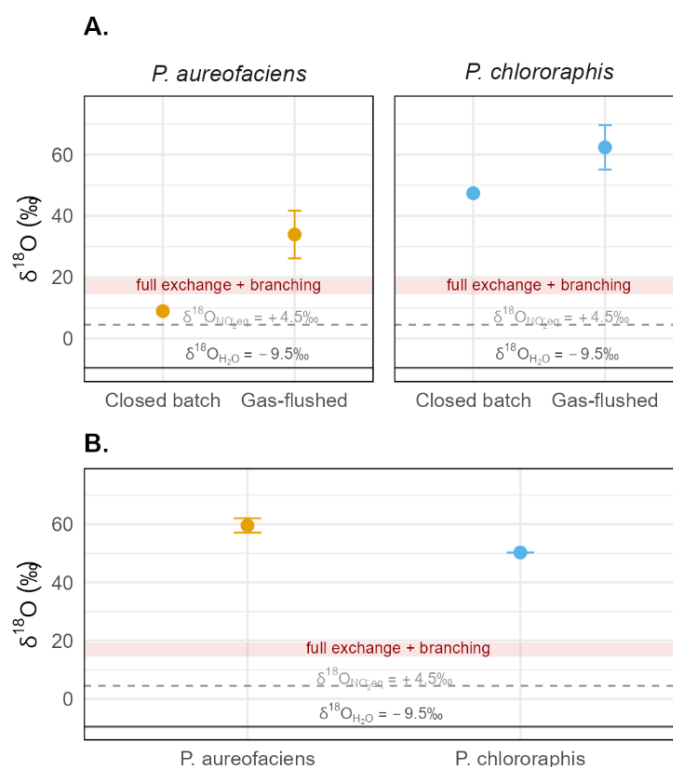 A.
P. aureofaciens P. chlororaphis
δ18O (‰)
60
40
20
0
full exchange + branching
δ18ONO2-eq = +4.5‰
δ18OH2O = −9.5‰
full exchange + branching
δ18ONO2-eq = +4.5‰
δ18OH2O = −9.5‰
Closed batch Gas-flushed Closed batch Gas-flushed
B.
δ18O (‰)
60
40
20
0
full exchange + branching
δ18ONO2-eq = +4.5‰
δ18OH2O = −9.5‰
P. aureofaciens P. chlororaphis